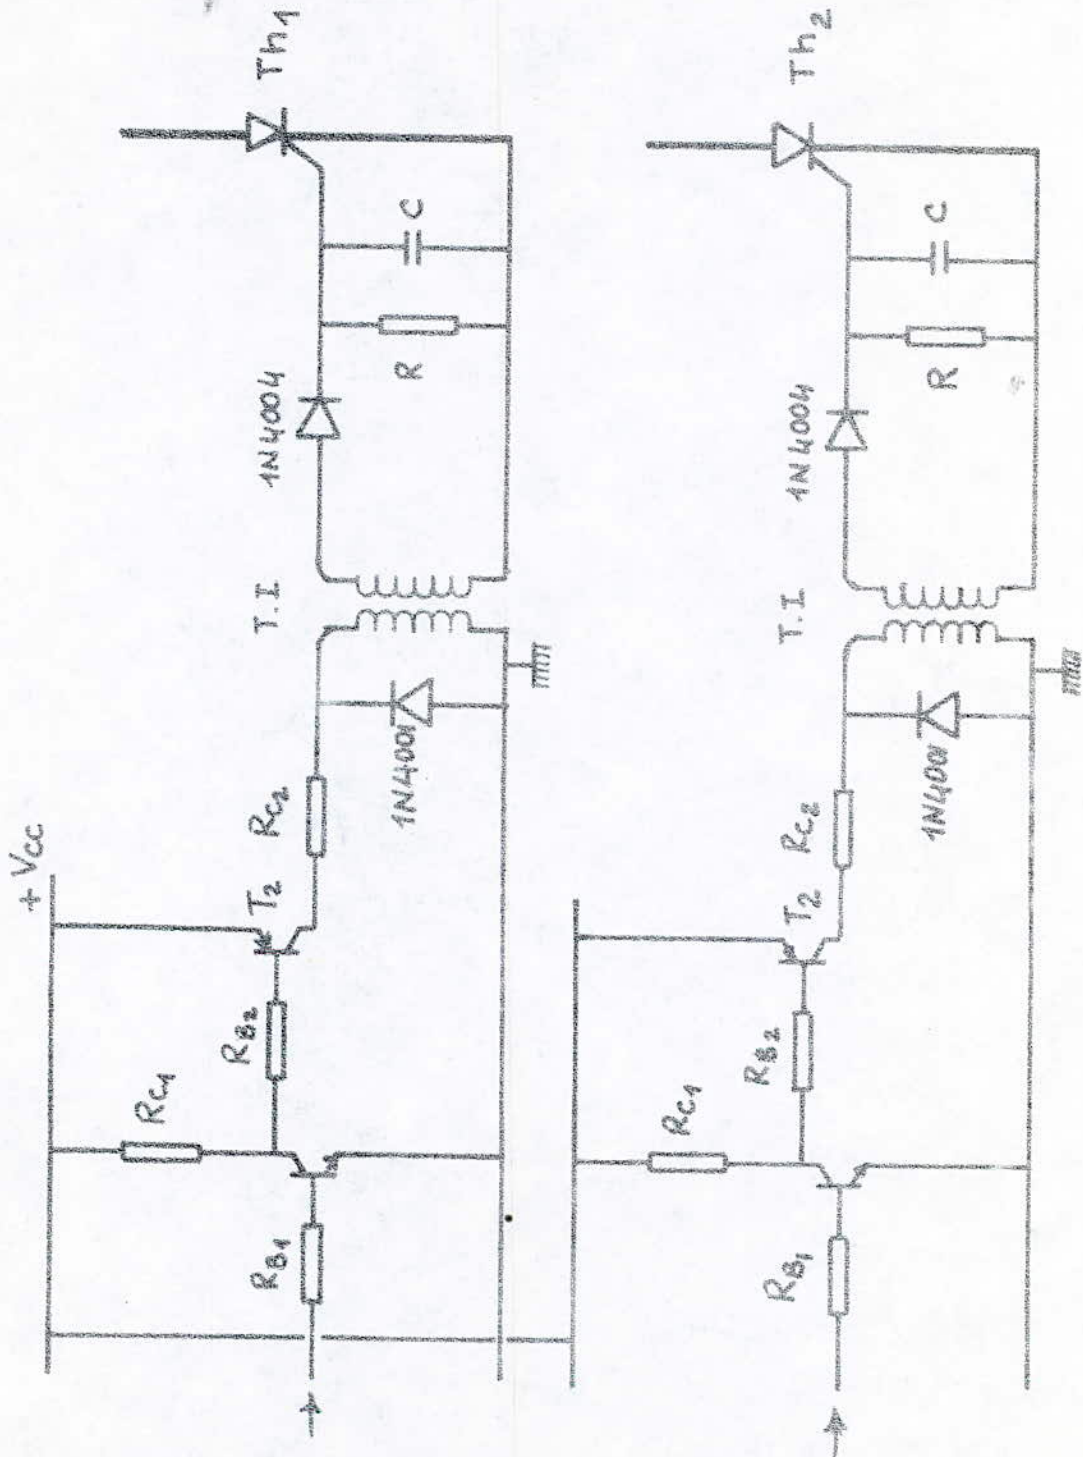 + Vcc
RC1
RB1
RB2
T2
RC2
1N4001
T.I
1N4004
R
C
Th1
RC1
RB1
RB2
T2
RC2
1N4001
T.I
1N4004
R
C
Th2